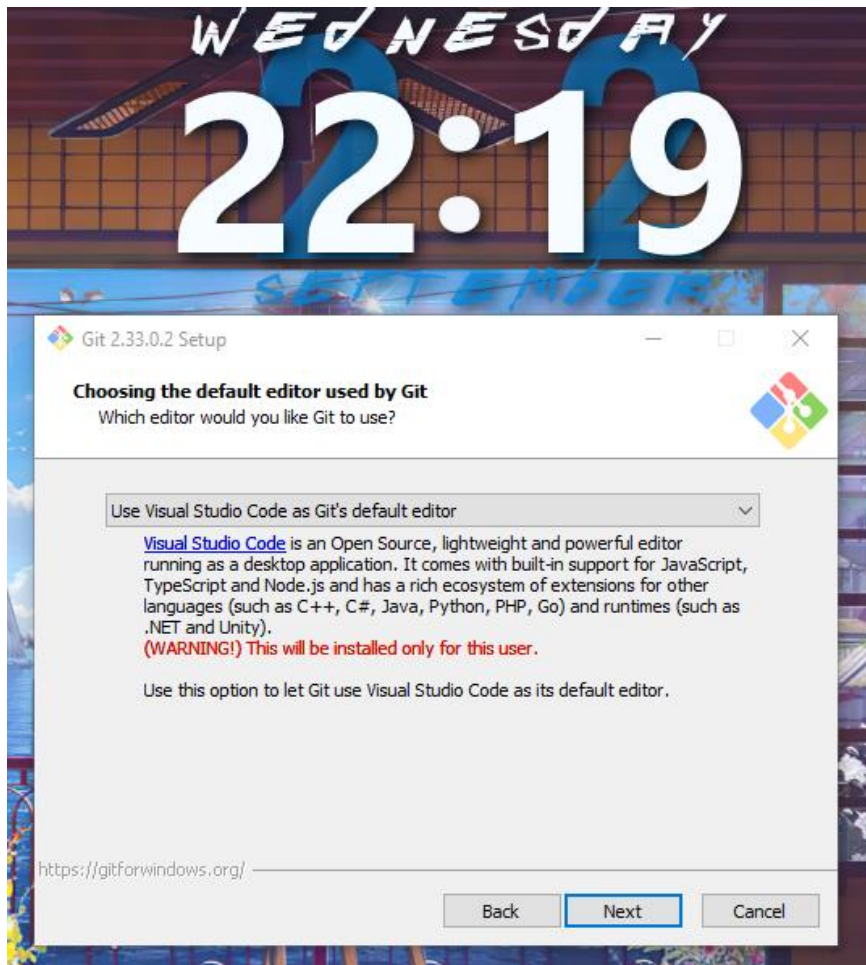 WEDNESDAY
22
22:19
SEPTEMBER
Git 2.33.0.2 Setup
Choosing the default editor used by Git
Which editor would you like Git to use?
Use Visual Studio Code as Git's default editor
Visual Studio Code is an Open Source, lightweight and powerful editor
running as a desktop application. It comes with built-in support for JavaScript,
TypeScript and Node.js and has a rich ecosystem of extensions for other
languages (such as C++, C#, Java, Python, PHP, Go) and runtimes (such as
.NET and Unity).
(WARNING!) This will be installed only for this user.
Use this option to let Git use Visual Studio Code as its default editor.
https://gitforwindows.org/
Back Next Cancel